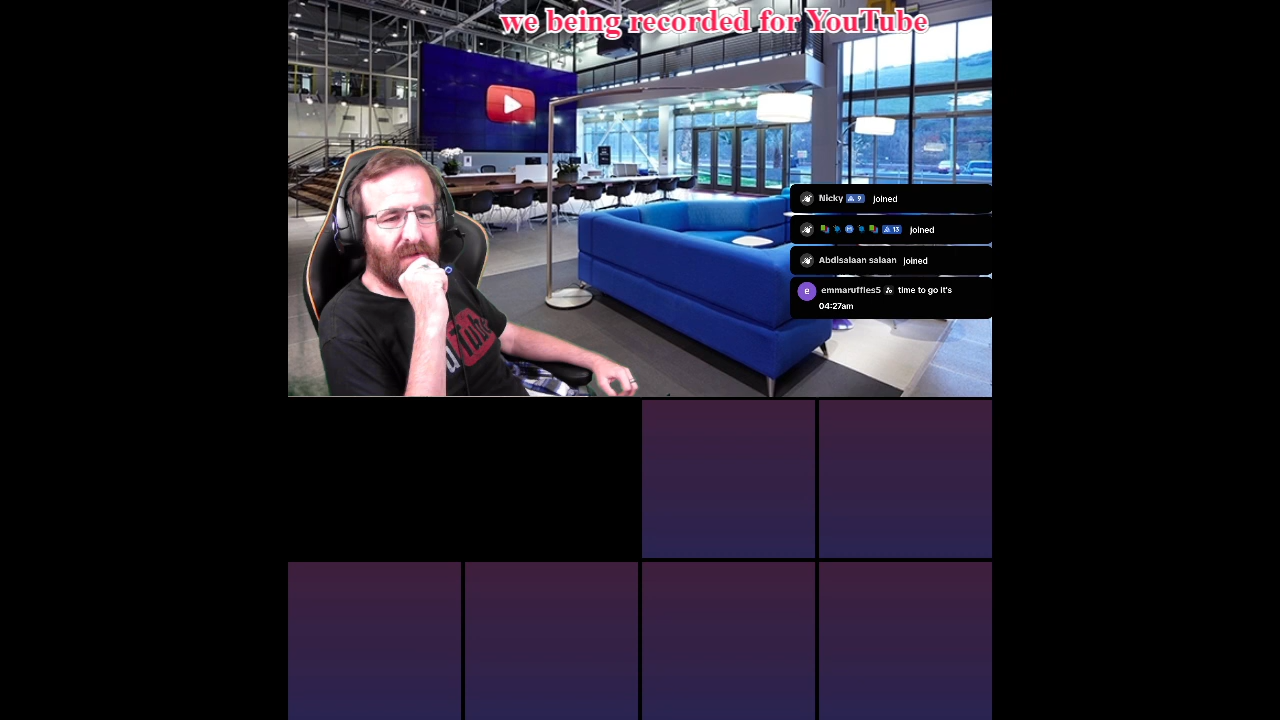 we being recorded for YouTube
Nicky 9 joined
13 joined
Abdisalaan salaan joined
e emmaruffles5 time to go it's
04:27am
uTube